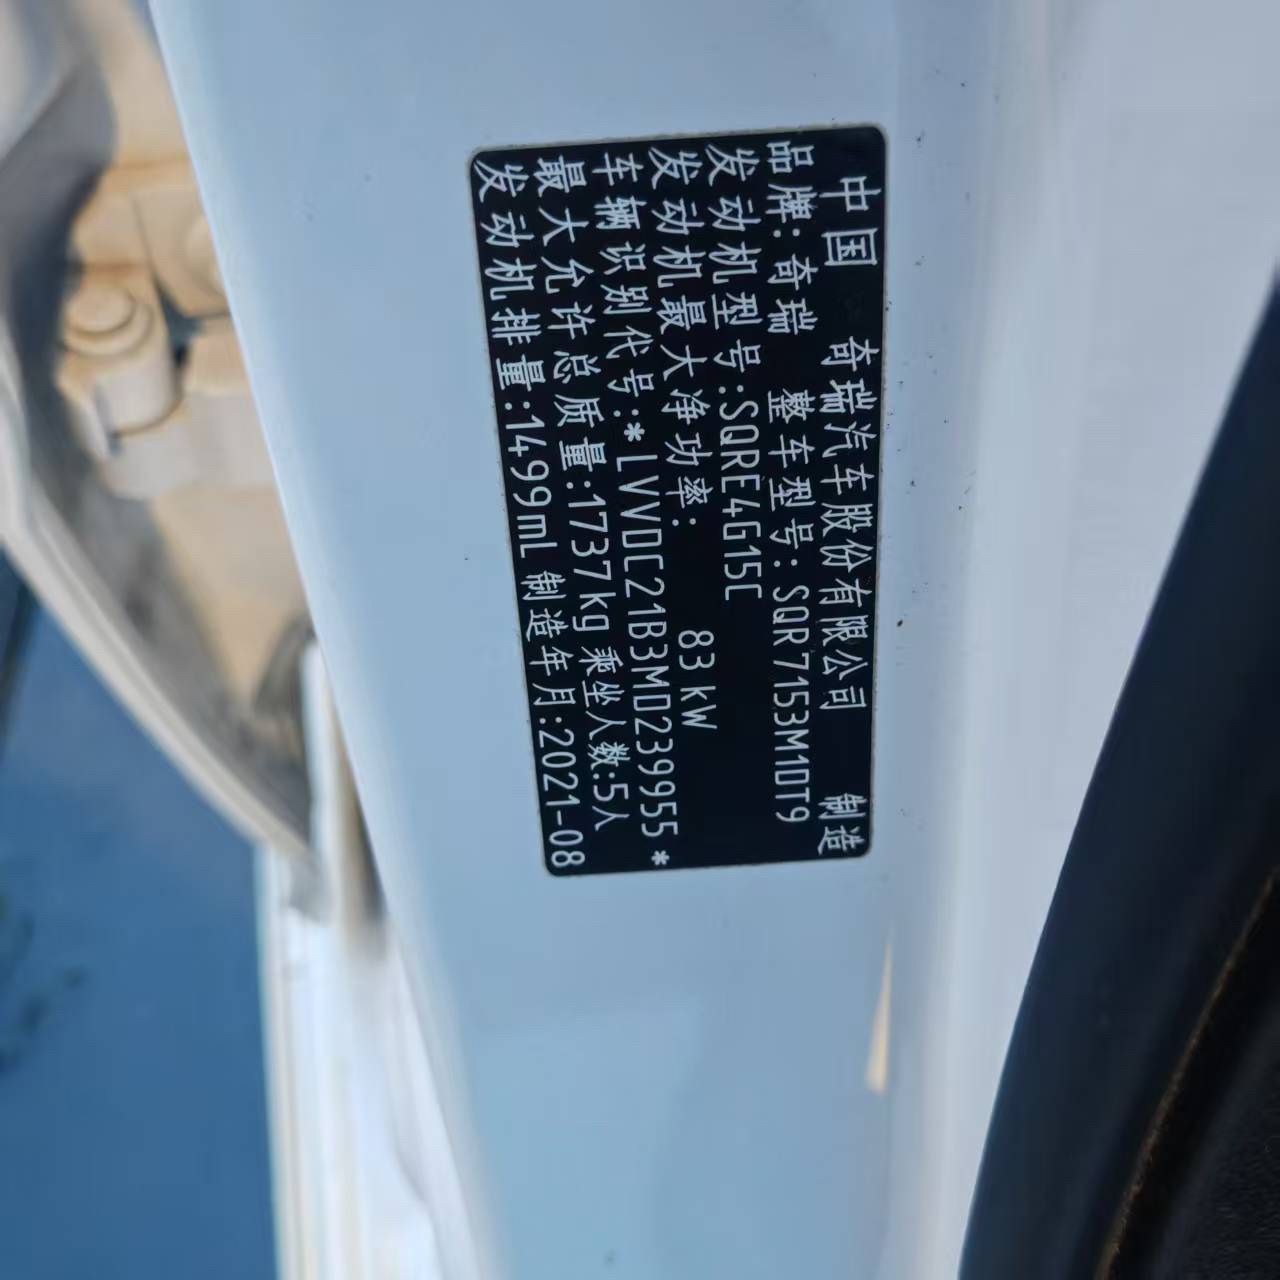 中国 奇瑞汽车股份有限公司 制造
品牌:奇瑞 整车型号:SQR7153M1DT9
发动机型号:SQRE4G15C
发动机最大净功率: 83kW
车辆识别代号:*LVVDC21B3MD239955*
最大允许总质量:1737kg 乘坐人数:5人
发动机排量:1499mL 制造年月:2021-08